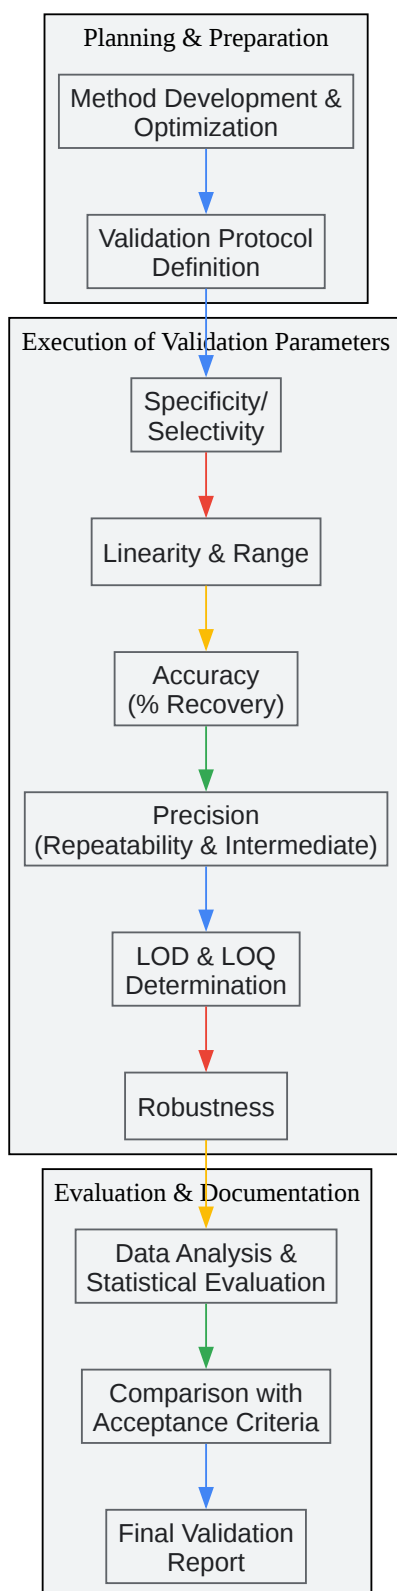 Planning & Preparation
Method Development &
Optimization
Validation Protocol
Definition
Execution of Validation Parameters
Specificity/
Selectivity
Linearity & Range
Accuracy
(% Recovery)
Precision
(Repeatability & Intermediate)
LOD & LOQ
Determination
Robustness
Evaluation & Documentation
Data Analysis &
Statistical Evaluation
Comparison with
Acceptance Criteria
Final Validation
Report